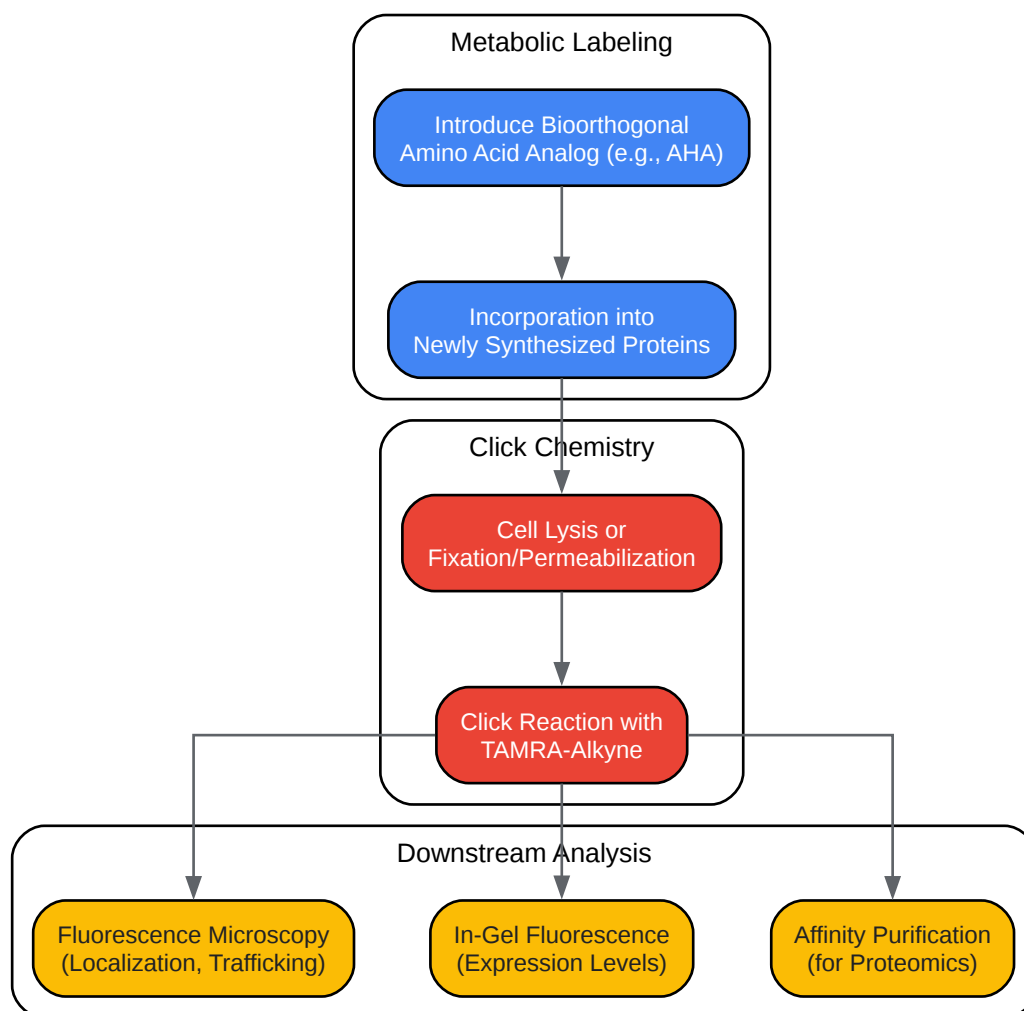 Metabolic Labeling
Introduce Bioorthogonal
Amino Acid Analog (e.g., AHA)
Incorporation into
Newly Synthesized Proteins
Click Chemistry
Cell Lysis or
Fixation/Permeabilization
Click Reaction with
TAMRA-Alkyne
Downstream Analysis
Fluorescence Microscopy
(Localization, Trafficking)
In-Gel Fluorescence
(Expression Levels)
Affinity Purification
(for Proteomics)